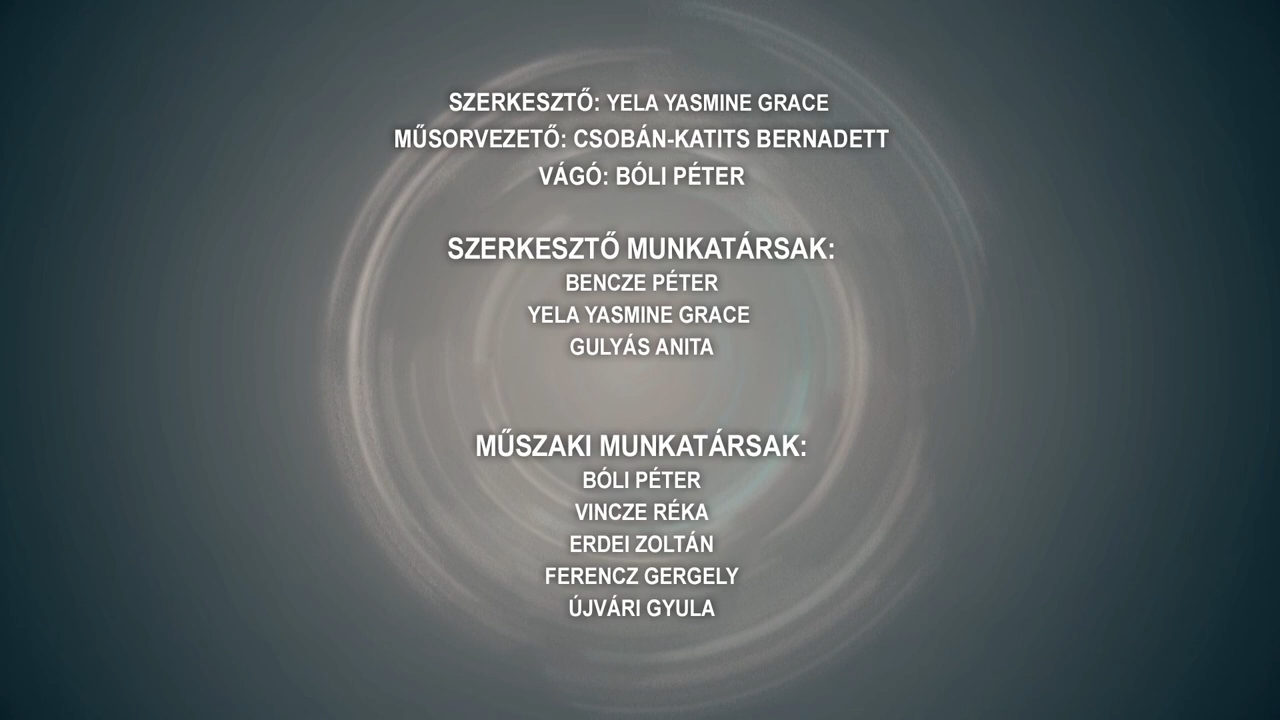 SZERKESZTŐ: YELA YASMINE GRACE
MŰSORVEZETŐ: CSOBÁN-KATITS BERNADETT
VÁGÓ: BÓLI PÉTER
SZERKESZTŐ MUNKATÁRSAK:
BENCZE PÉTER
YELA YASMINE GRACE
GULYÁS ANITA
MŰSZAKI MUNKATÁRSAK:
BÓLI PÉTER
VINCZE RÉKA
ERDEI ZOLTÁN
FERENCZ GERGELY
ÚJVÁRI GYULA